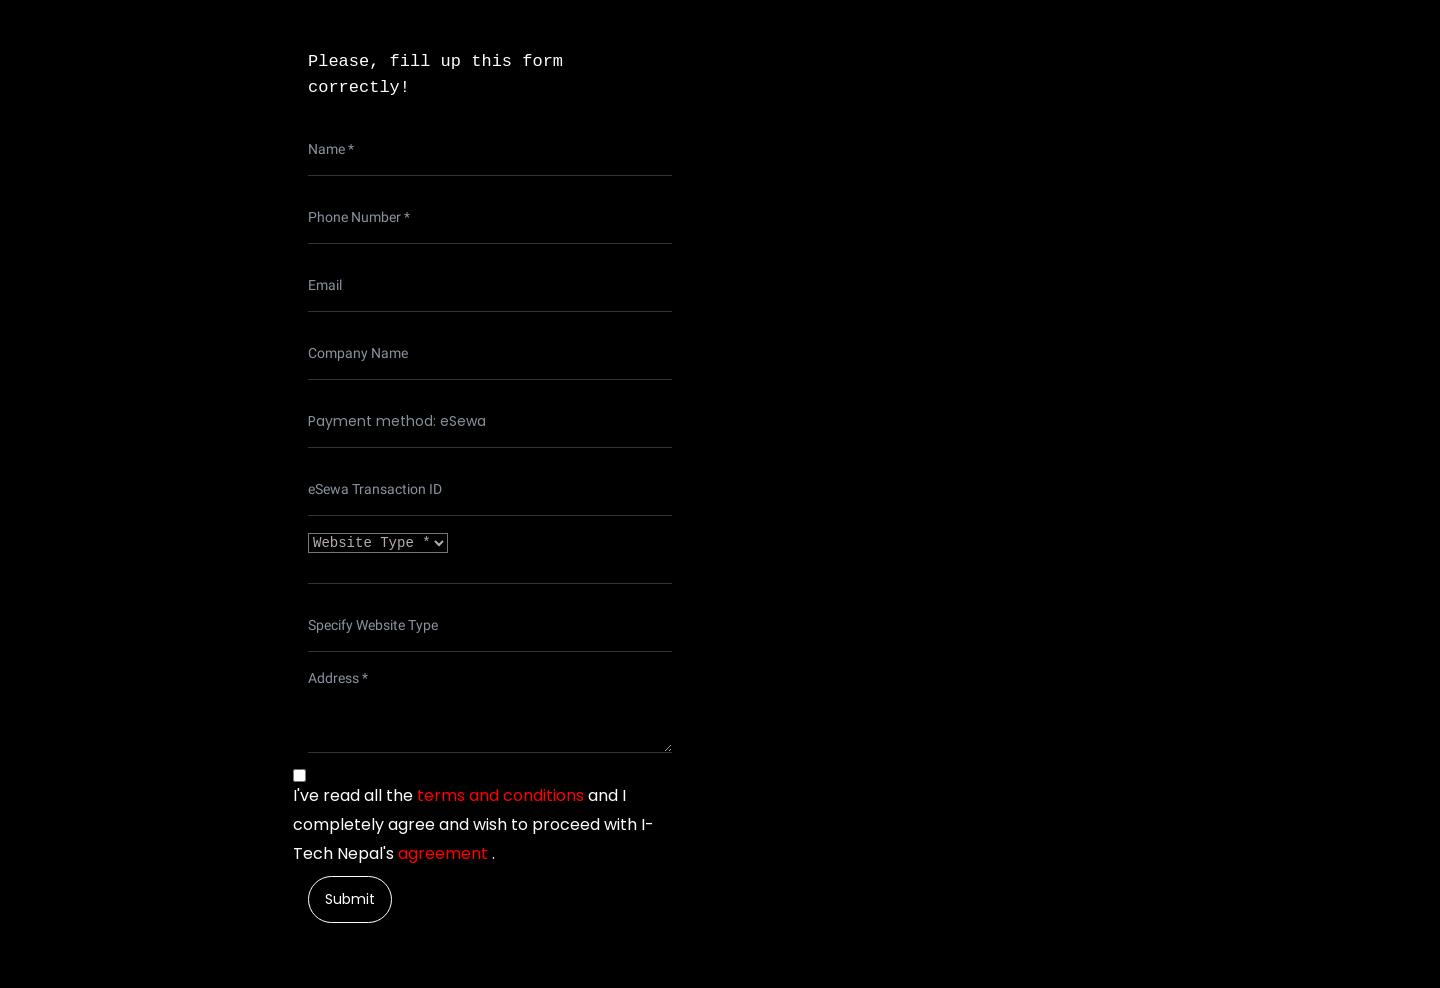 Please, fill up this form
correctly!
Name *
Phone Number *
Email
Company Name
Payment method: eSewa
eSewa Transaction ID
Website Type *
Specify Website Type
Address *
I've read all the terms and conditions and I
completely agree and wish to proceed with I-
Tech Nepal's agreement .
Submit